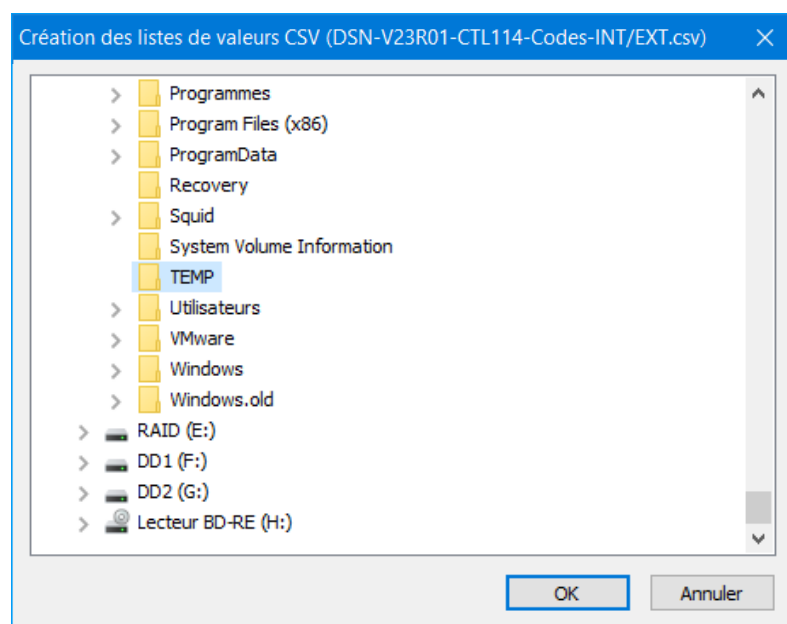 Création des listes de valeurs CSV (DSN-V23R01-CTL114-Codes-INT/EXT.csv)
Programmes
Program Files (x86)
ProgramData
Recovery
Squid
System Volume Information
TEMP
Utilisateurs
VMware
Windows
Windows.old
RAID (E:)
DD1 (F:)
DD2 (G:)
Lecteur BD-RE (H:)
OK Annuler